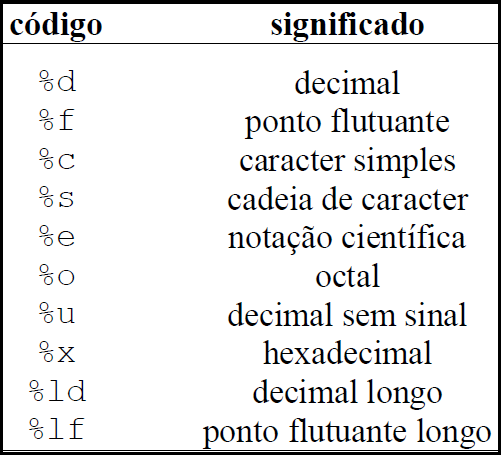 código significado
%d decimal
%f ponto flutuante
%c caracter simples
%s cadeia de caracter
%e notação científica
%o octal
%u decimal sem sinal
%x hexadecimal
%ld decimal longo
%lf ponto flutuante longo